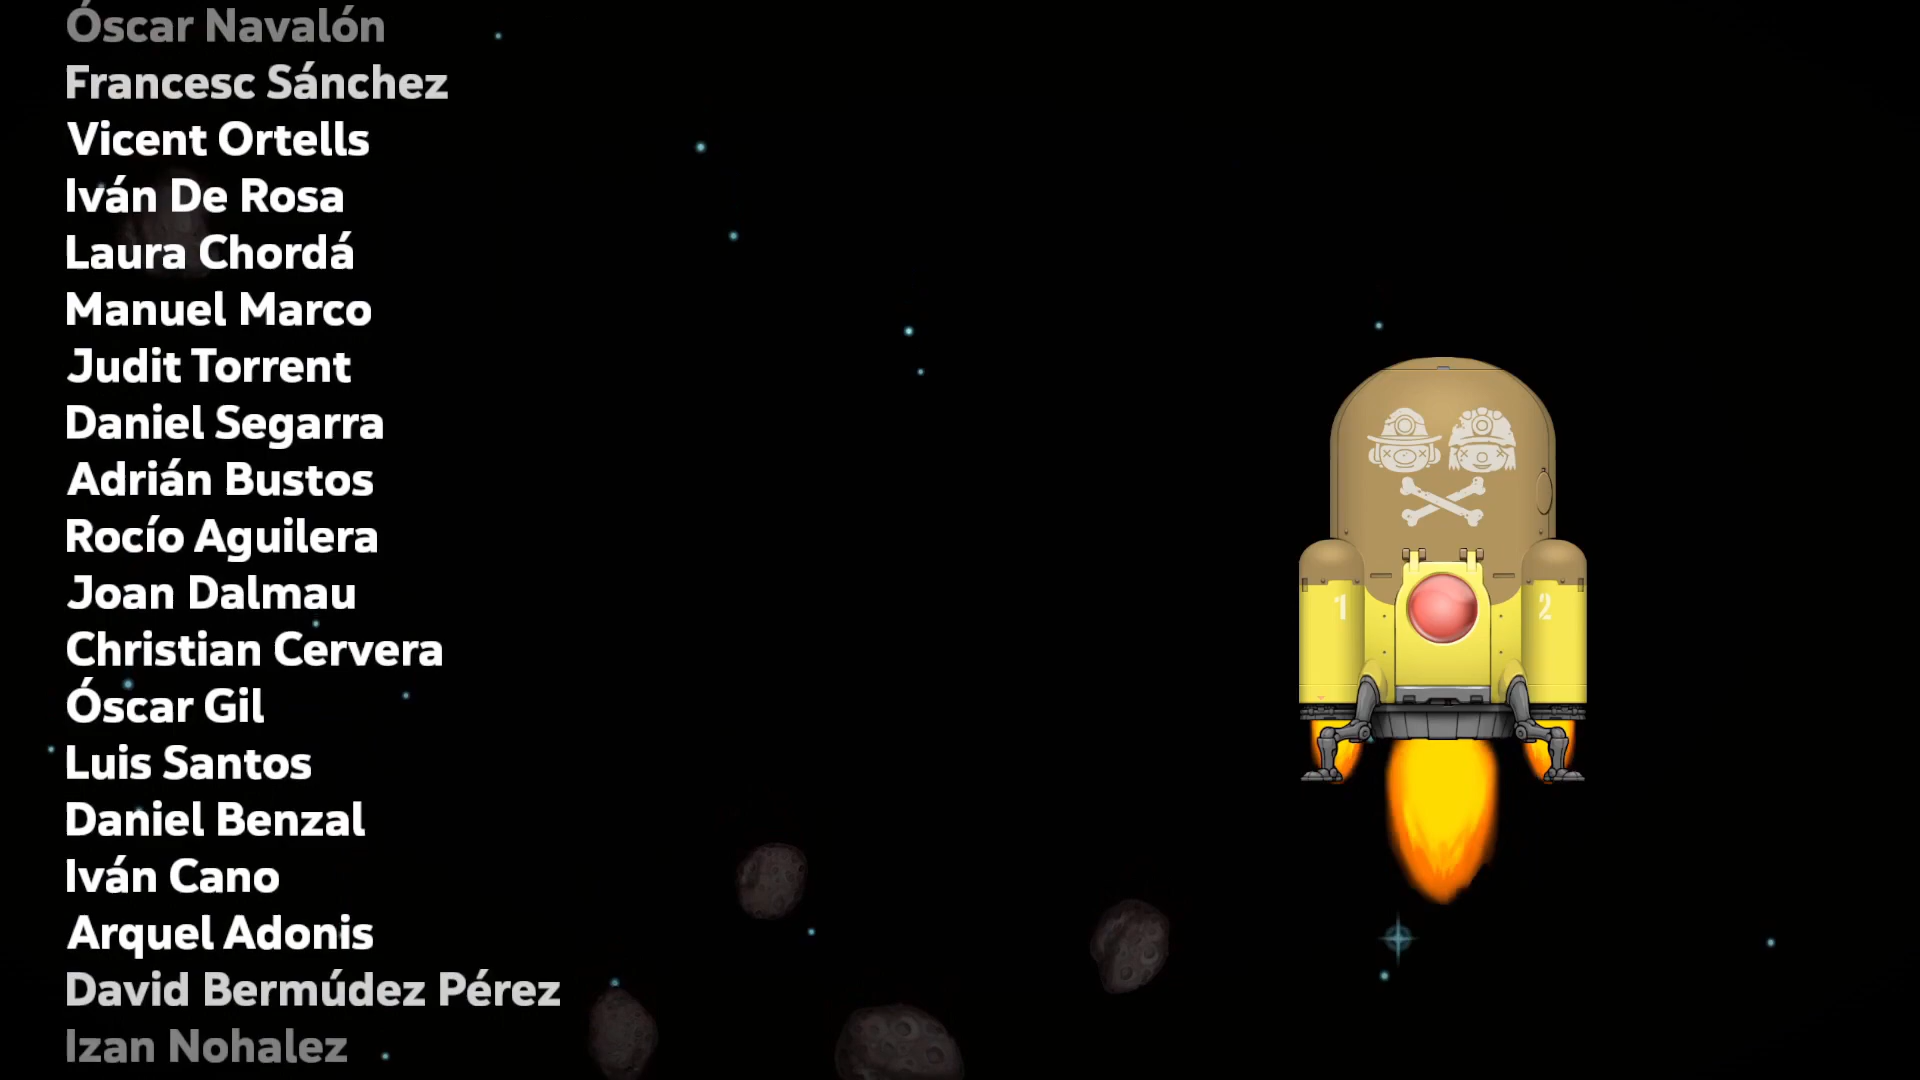 Óscar Navalón
Francesc Sánchez
Vicent Ortells
Iván De Rosa
Laura Chordá
Manuel Marco
Judit Torrent
Daniel Segarra
Adrián Bustos
Rocío Aguilera
Joan Dalmau
Christian Cervera
Óscar Gil
Luis Santos
Daniel Benzal
Iván Cano
Arquel Adonis
David Bermúdez Pérez
Izan Nohalez
1
2